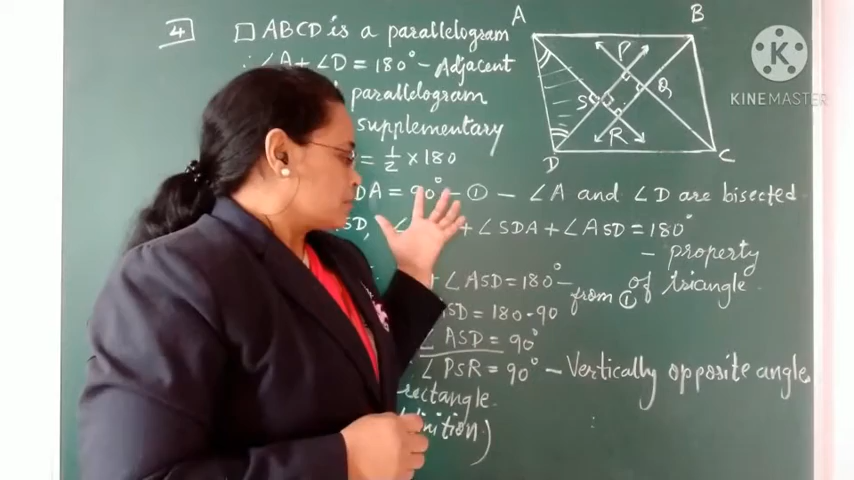 4
□ ABCD is a parallelogram
∴ ∠A + ∠D = 180° - Adjacent
parallelogram
supplementary
= 1/2 × 180
DA = 90° - ① - ∠A and ∠D are bisected
SD, + ∠SDA + ∠ASD = 180°
- property
of triangle.
+ ∠ASD = 180° -
from ①
= 180 - 90
∠ASD = 90°
∠PSR = 90° - Vertically opposite angle
rectangle.
A
B
P
Q
S
R
D
C
K
KINEMASTER